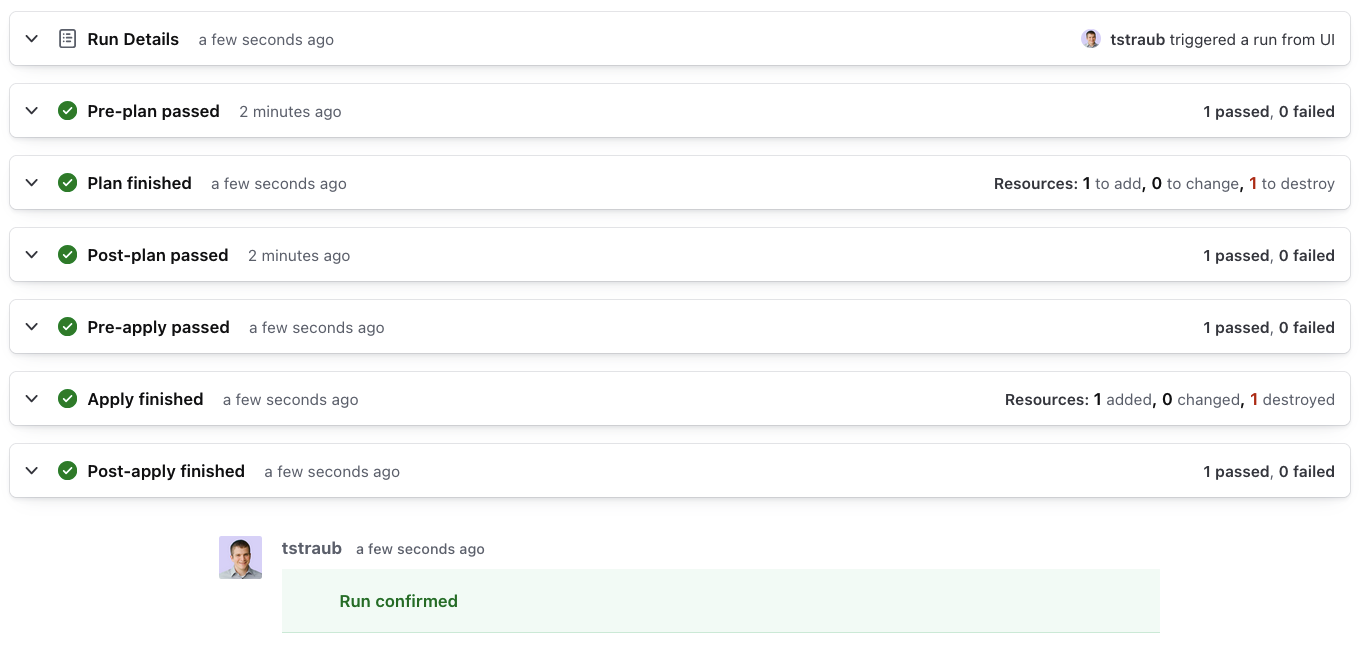 Run Details a few seconds ago tstraub triggered a run from UI
Pre-plan passed 2 minutes ago 1 passed, 0 failed
Plan finished a few seconds ago Resources: 1 to add, 0 to change, 1 to destroy
Post-plan passed 2 minutes ago 1 passed, 0 failed
Pre-apply passed a few seconds ago 1 passed, 0 failed
Apply finished a few seconds ago Resources: 1 added, 0 changed, 1 destroyed
Post-apply finished a few seconds ago 1 passed, 0 failed
tstraub a few seconds ago
Run confirmed